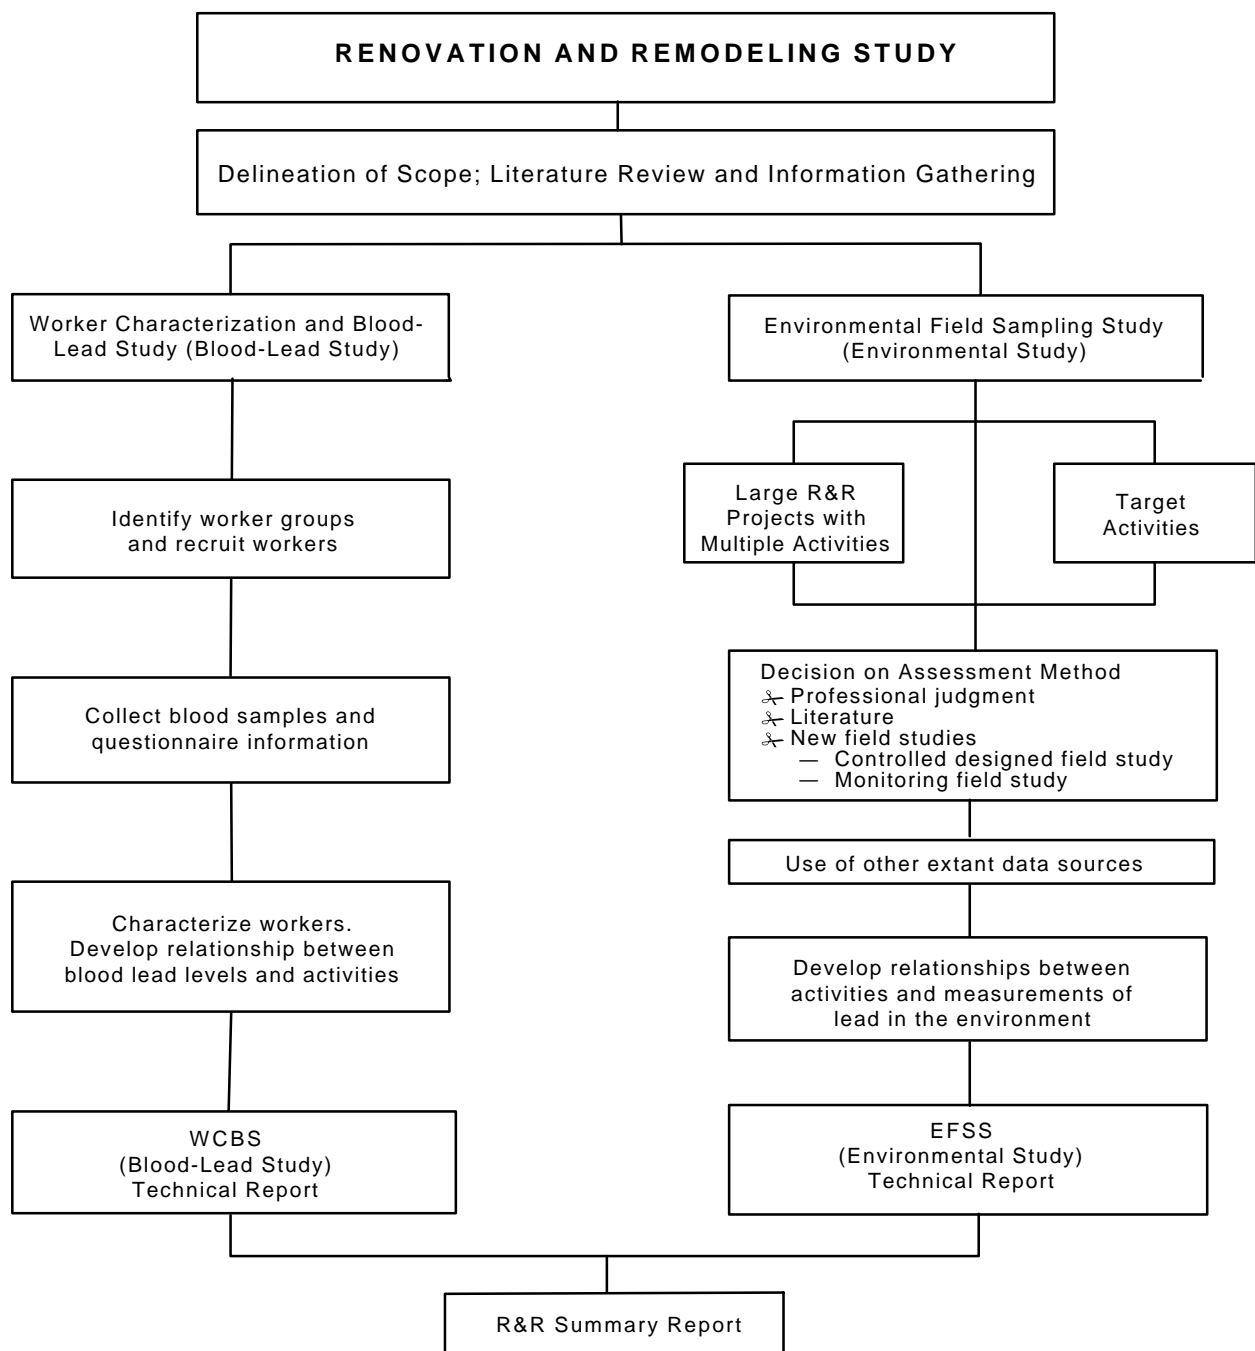 RENOVATION AND REMODELING STUDY
Delineation of Scope; Literature Review and Information Gathering
Worker Characterization and Blood-
Lead Study (Blood-Lead Study)
Identify worker groups
and recruit workers
Collect blood samples and
questionnaire information
Characterize workers.
Develop relationship between
blood lead levels and activities
WCBS
(Blood-Lead Study)
Technical Report
Environmental Field Sampling Study
(Environmental Study)
Large R&R
Projects with
Multiple Activities
Target
Activities
Decision on Assessment Method
✂ Professional judgment
✂ Literature
✂ New field studies
— Controlled designed field study
— Monitoring field study
Use of other extant data sources
Develop relationships between
activities and measurements of
lead in the environment
EFSS
(Environmental Study)
Technical Report
R&R Summary Report